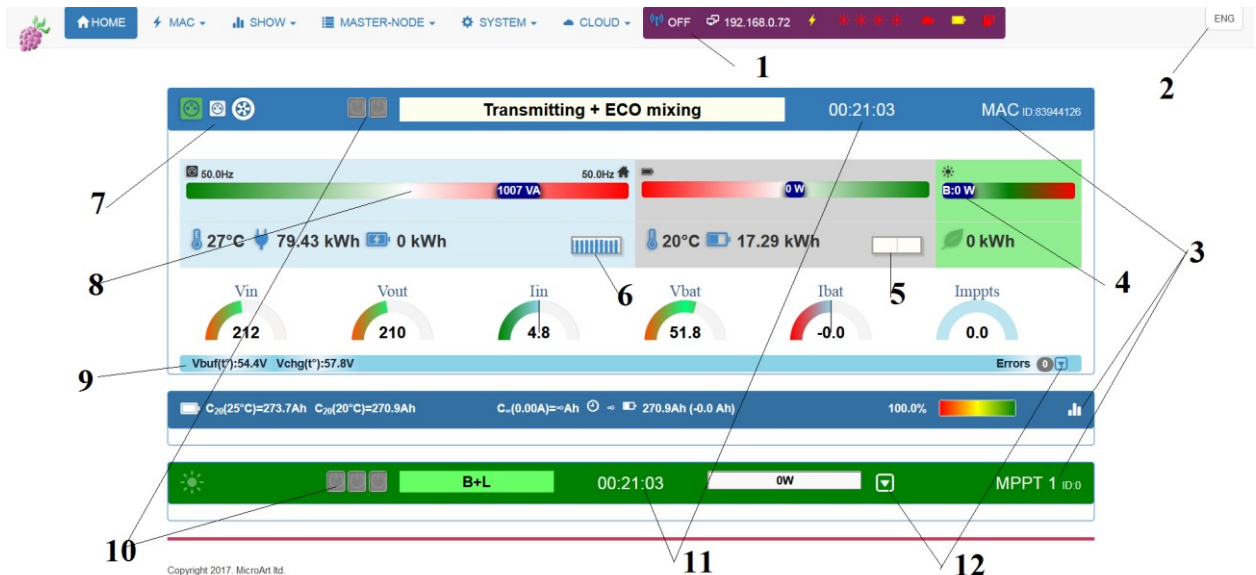 HOME MAC SHOW MASTER-NODE SYSTEM CLOUD OFF 192.168.0.72 ENG
1
2
Transmitting + ECO mixing 00:21:03 MAC ID:83944126
50.0Hz 50.0Hz
1007 VA 0 W B:0 W
7
27°C 79.43 kWh 0 kWh 20°C 17.29 kWh 0 kWh
3
8 6 5 4
Vin Vout Iin Vbat Ibat Imppts
212 210 4.8 51.8 -0.0 0.0
Vbuf(t°):54.4V Vchg(t°):57.8V Errors 0
9
C₂₀(25°C)=273.7Ah C₂₀(20°C)=270.9Ah C∞(0.00A)=∞Ah ∞ 270.9Ah (-0.0 Ah) 100.0%
B+L 00:21:03 0W MPPT 1 ID:0
10 11 12
Copyright 2017. MicroArt ltd.